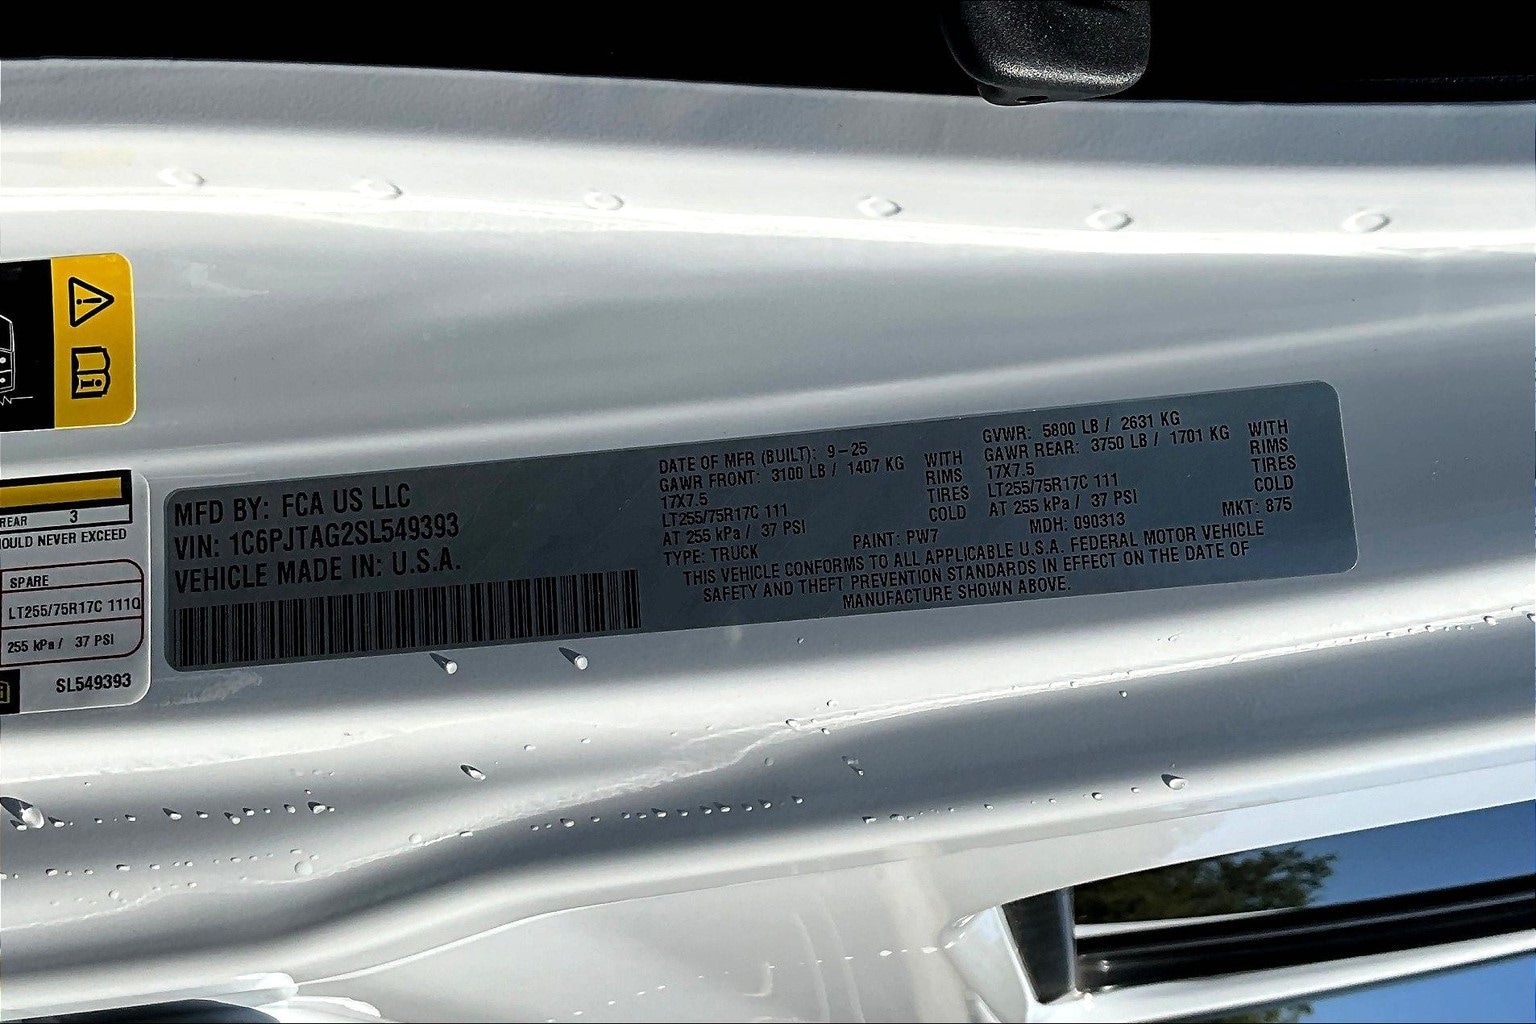 REAR 3
OULD NEVER EXCEED
SPARE
LT255/75R17C 111Q
255 kPa / 37 PSI
SL549393
MFD BY: FCA US LLC
VIN: 1C6PJTAG2SL549393
VEHICLE MADE IN: U.S.A.
DATE OF MFR (BUILT): 9-25
GAWR FRONT: 3100 LB / 1407 KG WITH
17X7.5 RIMS
LT255/75R17C 111 TIRES
AT 255 kPa / 37 PSI COLD
TYPE: TRUCK PAINT: PW7
GVWR: 5800 LB / 2631 KG
GAWR REAR: 3750 LB / 1701 KG WITH
17X7.5 RIMS
LT255/75R17C 111 TIRES
AT 255 kPa / 37 PSI COLD
MDH: 090313 MKT: 875
THIS VEHICLE CONFORMS TO ALL APPLICABLE U.S.A. FEDERAL MOTOR VEHICLE
SAFETY AND THEFT PREVENTION STANDARDS IN EFFECT ON THE DATE OF
MANUFACTURE SHOWN ABOVE.